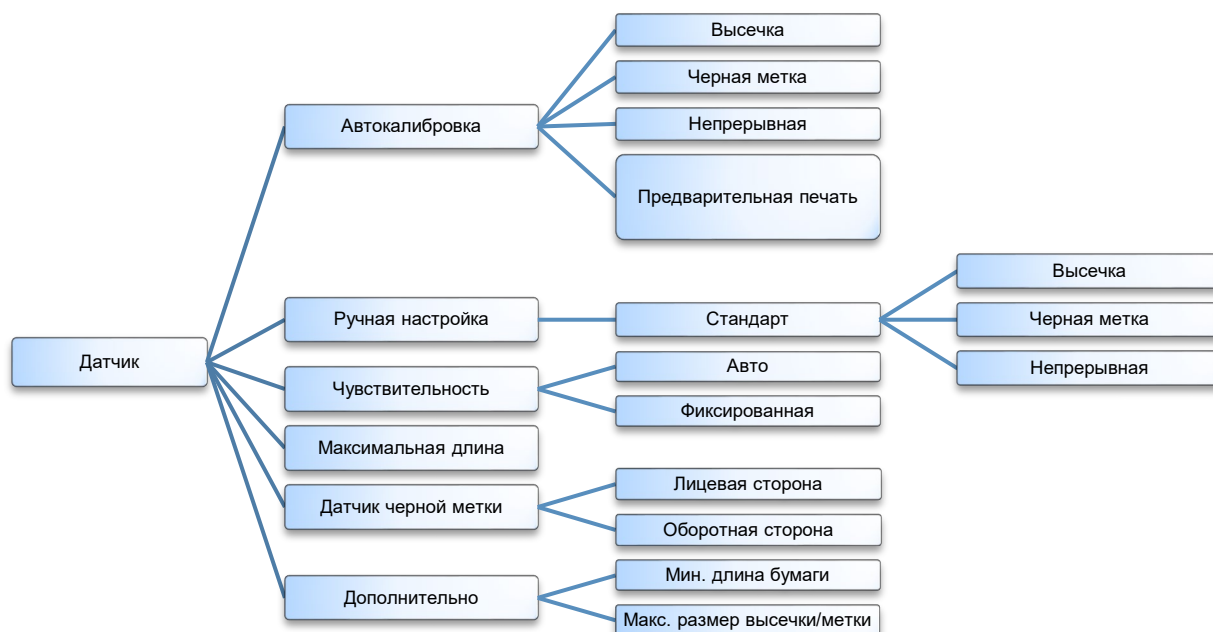 Датчик
Автокалибровка
Высечка
Черная метка
Непрерывная
Предварительная печать
Ручная настройка
Стандарт
Высечка
Черная метка
Непрерывная
Чувствительность
Авто
Фиксированная
Максимальная длина
Датчик черной метки
Лицевая сторона
Оборотная сторона
Дополнительно
Мин. длина бумаги
Макс. размер высечки/метки